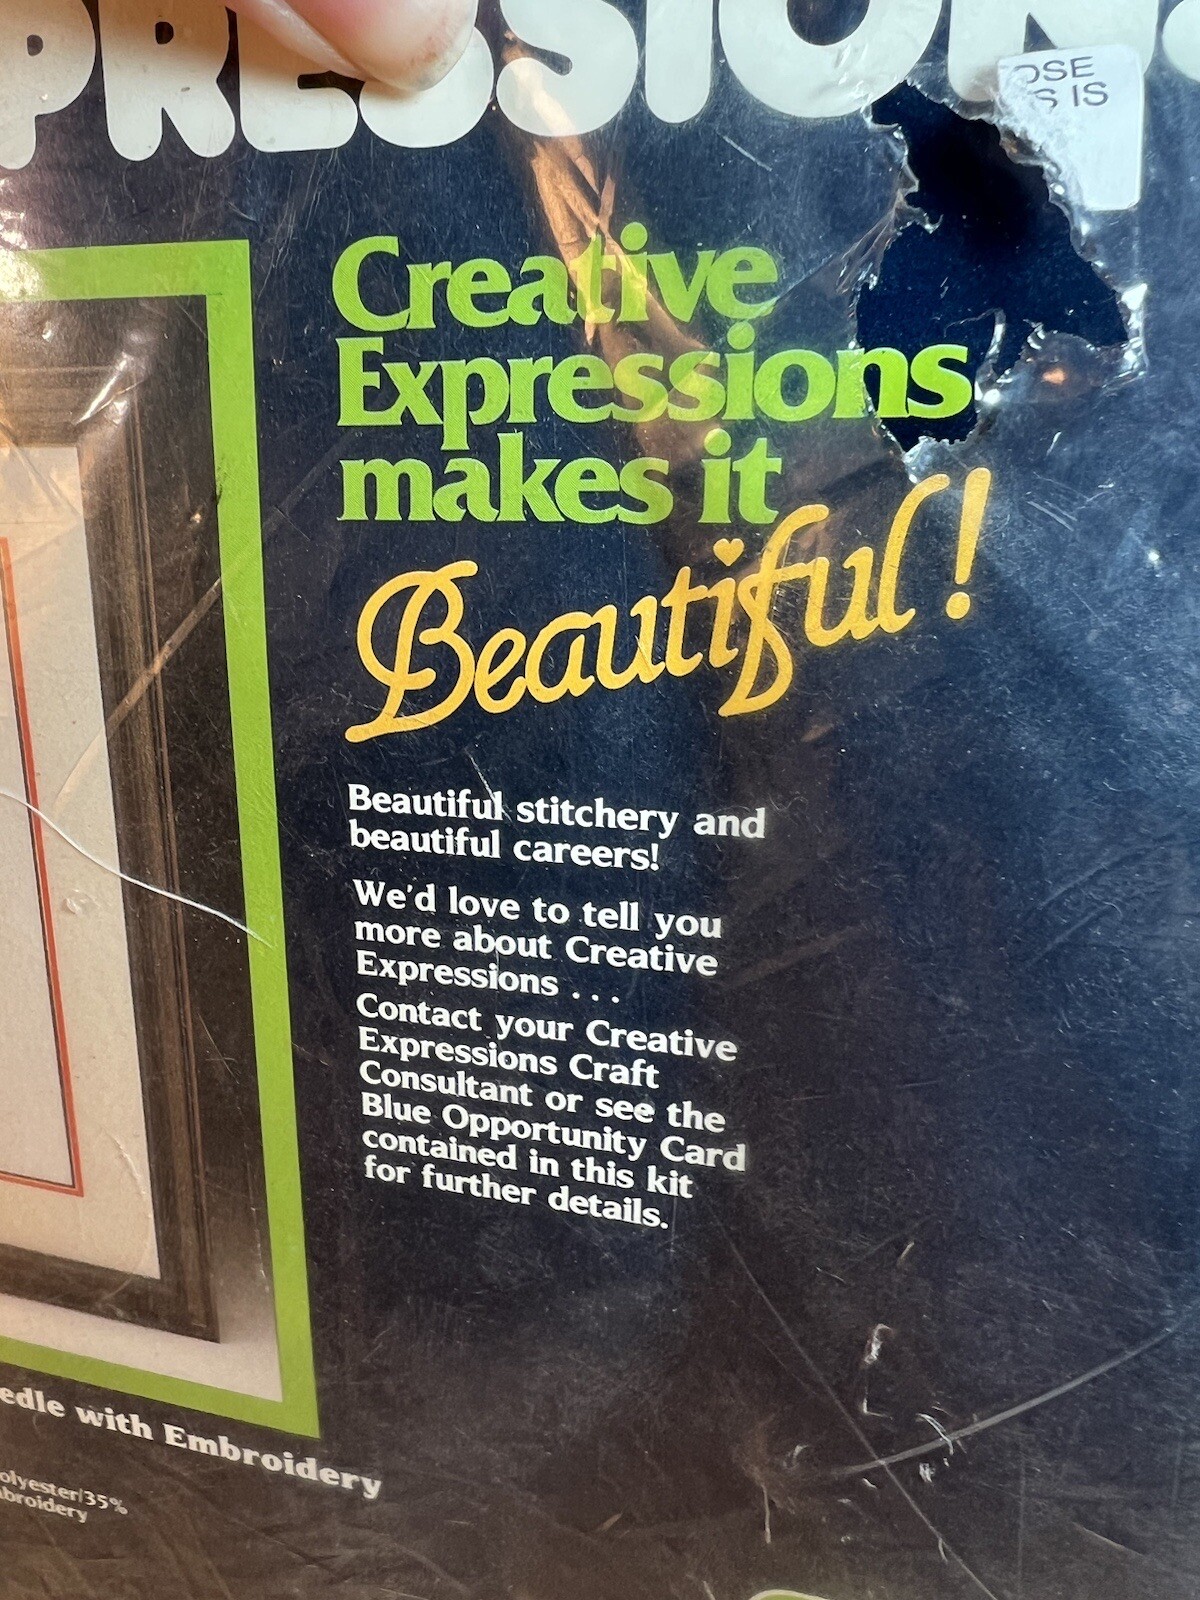 PRESSIONS
OSE
S IS
Creative
Expressions
makes it
Beautiful!
Beautiful stitchery and
beautiful careers!
We'd love to tell you
more about Creative
Expressions ...
Contact your Creative
Expressions Craft
Consultant or see the
Blue Opportunity Card
contained in this kit
for further details.
edle with Embroidery
olyester/35%
broidery